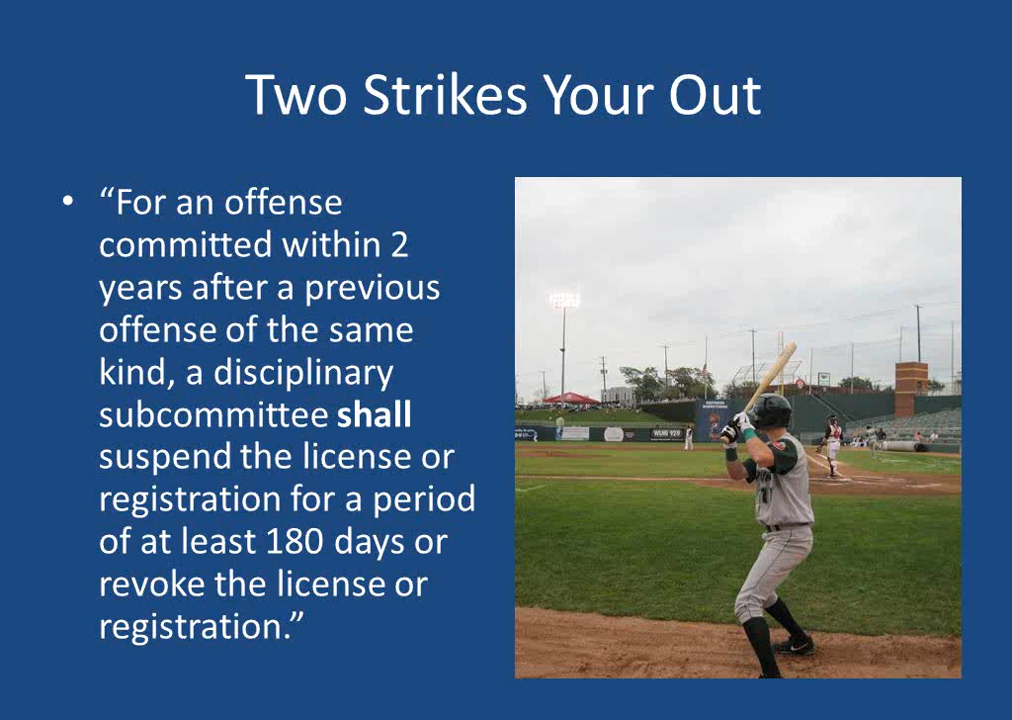 Two Strikes Your Out
• “For an offense
committed within 2
years after a previous
offense of the same
kind, a disciplinary
subcommittee shall
suspend the license or
registration for a period
of at least 180 days or
revoke the license or
registration.”